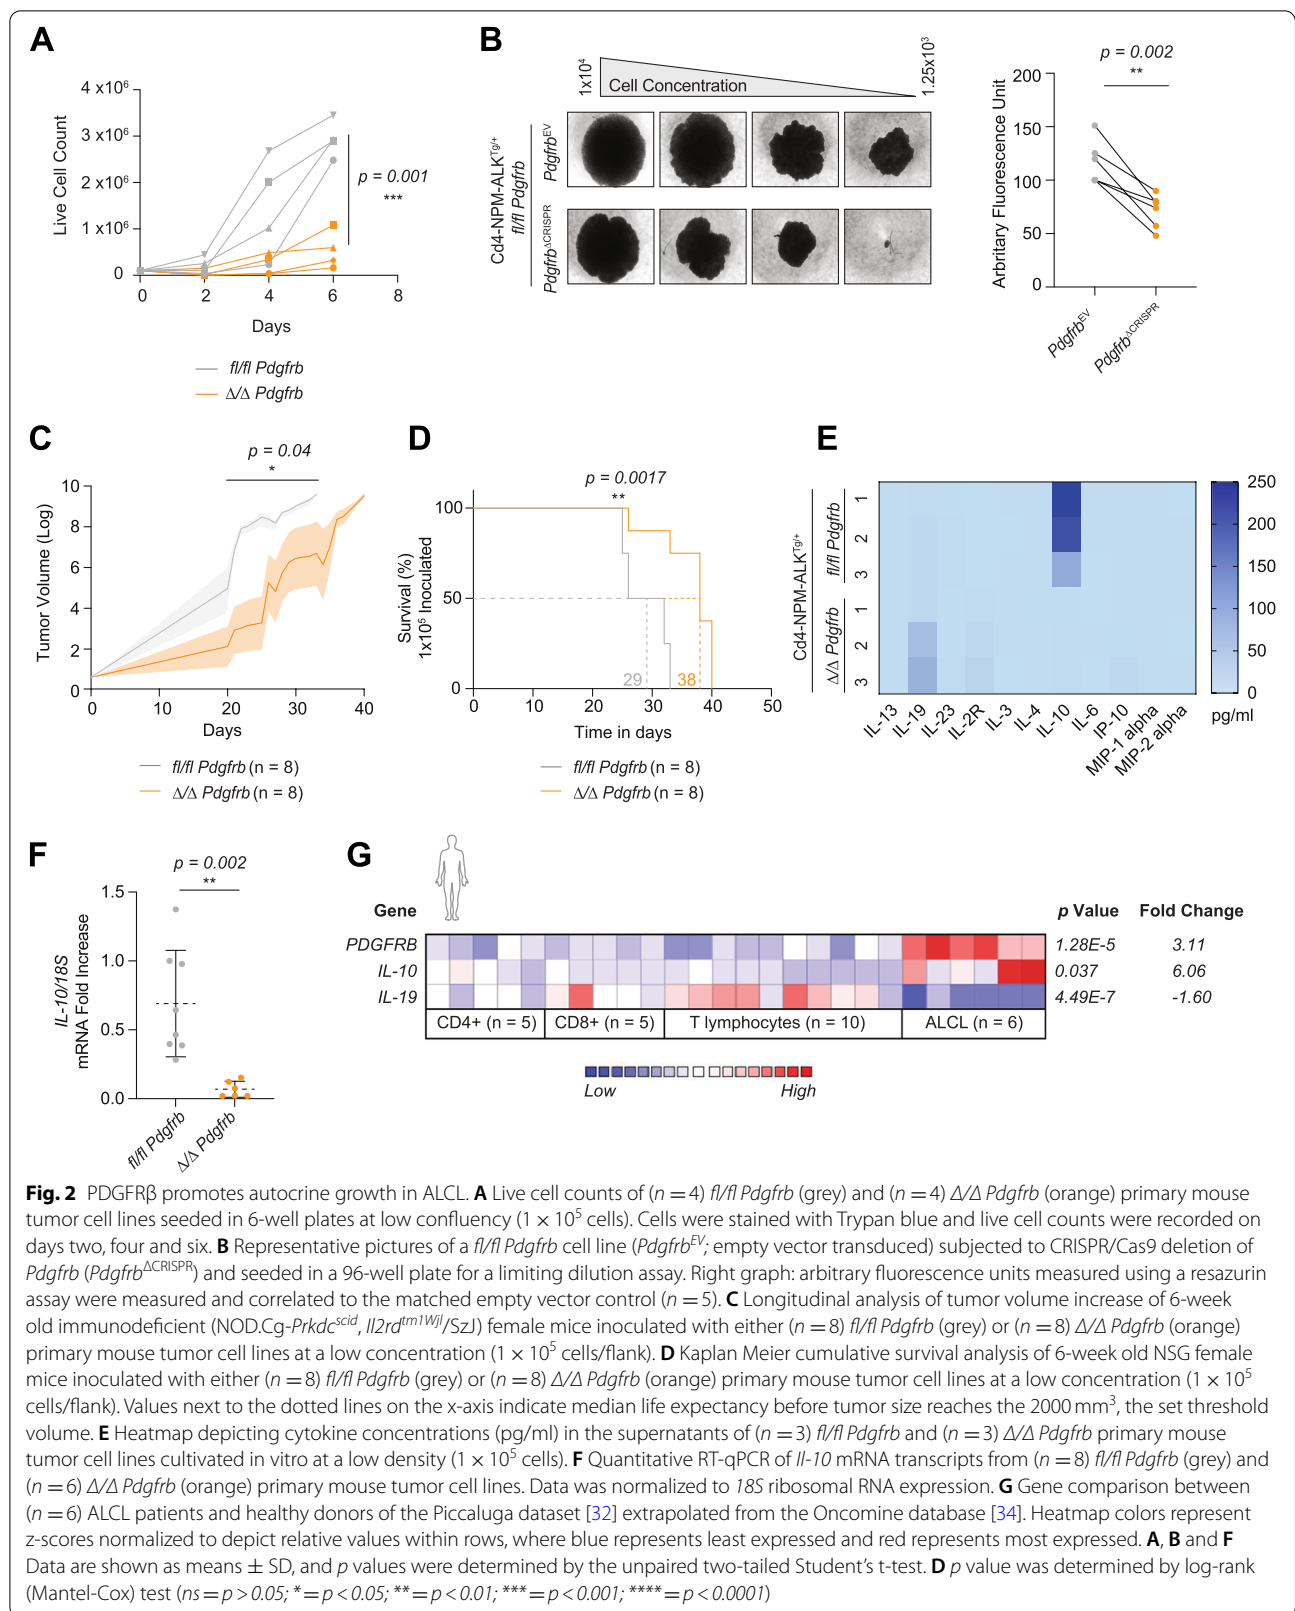 A
4 x10⁶
3 x10⁶
2 x10⁶
1 x10⁶
0
Live Cell Count
0 2 4 6 8
Days
p = 0.001
***
fl/fl Pdgfrb
Δ/Δ Pdgfrb
B
1x10⁴
Cell Concentration
1.25x10³
Cd4-NPM-ALKᵀᵍ/⁺
fl/fl Pdgfrb
Pdgfrbᴱⱽ
Pdgfrb^ΔCRISPR
p = 0.002
**
Arbritary Fluorescence Unit
200
150
100
50
0
Pdgfrbᴱⱽ
Pdgfrb^ΔCRISPR
C
p = 0.04
*
Tumor Volume (Log)
10
8
6
4
2
0
0 10 20 30 40
Days
fl/fl Pdgfrb (n = 8)
Δ/Δ Pdgfrb (n = 8)
D
p = 0.0017
**
Survival (%)
1x10⁵ Inoculated
100
50
0
29
38
0 10 20 30 40 50
Time in days
fl/fl Pdgfrb (n = 8)
Δ/Δ Pdgfrb (n = 8)
E
Cd4-NPM-ALKᵀᵍ/⁺
fl/fl Pdgfrb
1
2
3
Δ/Δ Pdgfrb
1
2
3
IL-13
IL-19
IL-23
IL-2R
IL-3
IL-4
IL-10
IL-6
IP-10
MIP-1 alpha
MIP-2 alpha
250
200
150
100
50
0
pg/ml
F
p = 0.002
**
IL-10/18S
mRNA Fold Increase
1.5
1.0
0.5
0.0
fl/fl Pdgfrb
Δ/Δ Pdgfrb
G
Gene p Value Fold Change
PDGFRB 1.28E-5 3.11
IL-10 0.037 6.06
IL-19 4.49E-7 -1.60
CD4+ (n = 5) CD8+ (n = 5) T lymphocytes (n = 10) ALCL (n = 6)
Low High
Fig. 2 PDGFRβ promotes autocrine growth in ALCL. A Live cell counts of (n = 4) fl/fl Pdgfrb (grey) and (n = 4) Δ/Δ Pdgfrb (orange) primary mouse
tumor cell lines seeded in 6-well plates at low confluency (1 × 10⁵ cells). Cells were stained with Trypan blue and live cell counts were recorded on
days two, four and six. B Representative pictures of a fl/fl Pdgfrb cell line (Pdgfrbᴱⱽ; empty vector transduced) subjected to CRISPR/Cas9 deletion of
Pdgfrb (Pdgfrb^ΔCRISPR) and seeded in a 96-well plate for a limiting dilution assay. Right graph: arbitrary fluorescence units measured using a resazurin
assay were measured and correlated to the matched empty vector control (n = 5). C Longitudinal analysis of tumor volume increase of 6-week
old immunodeficient (NOD.Cg-Prkdc^scid, Il2rd^tm1Wjl/SzJ) female mice inoculated with either (n = 8) fl/fl Pdgfrb (grey) or (n = 8) Δ/Δ Pdgfrb (orange)
primary mouse tumor cell lines at a low concentration (1 × 10⁵ cells/flank). D Kaplan Meier cumulative survival analysis of 6-week old NSG female
mice inoculated with either (n = 8) fl/fl Pdgfrb (grey) or (n = 8) Δ/Δ Pdgfrb (orange) primary mouse tumor cell lines at a low concentration (1 × 10⁵
cells/flank). Values next to the dotted lines on the x-axis indicate median life expectancy before tumor size reaches the 2000 mm³, the set threshold
volume. E Heatmap depicting cytokine concentrations (pg/ml) in the supernatants of (n = 3) fl/fl Pdgfrb and (n = 3) Δ/Δ Pdgfrb primary mouse
tumor cell lines cultivated in vitro at a low density (1 × 10⁵ cells). F Quantitative RT-qPCR of Il-10 mRNA transcripts from (n = 8) fl/fl Pdgfrb (grey) and
(n = 6) Δ/Δ Pdgfrb (orange) primary mouse tumor cell lines. Data was normalized to 18S ribosomal RNA expression. G Gene comparison between
(n = 6) ALCL patients and healthy donors of the Piccaluga dataset [32] extrapolated from the Oncomine database [34]. Heatmap colors represent
z-scores normalized to depict relative values within rows, where blue represents least expressed and red represents most expressed. A, B and F
Data are shown as means ± SD, and p values were determined by the unpaired two-tailed Student's t-test. D p value was determined by log-rank
(Mantel-Cox) test (ns = p > 0.05; * = p < 0.05; ** = p < 0.01; *** = p < 0.001; **** = p < 0.0001)